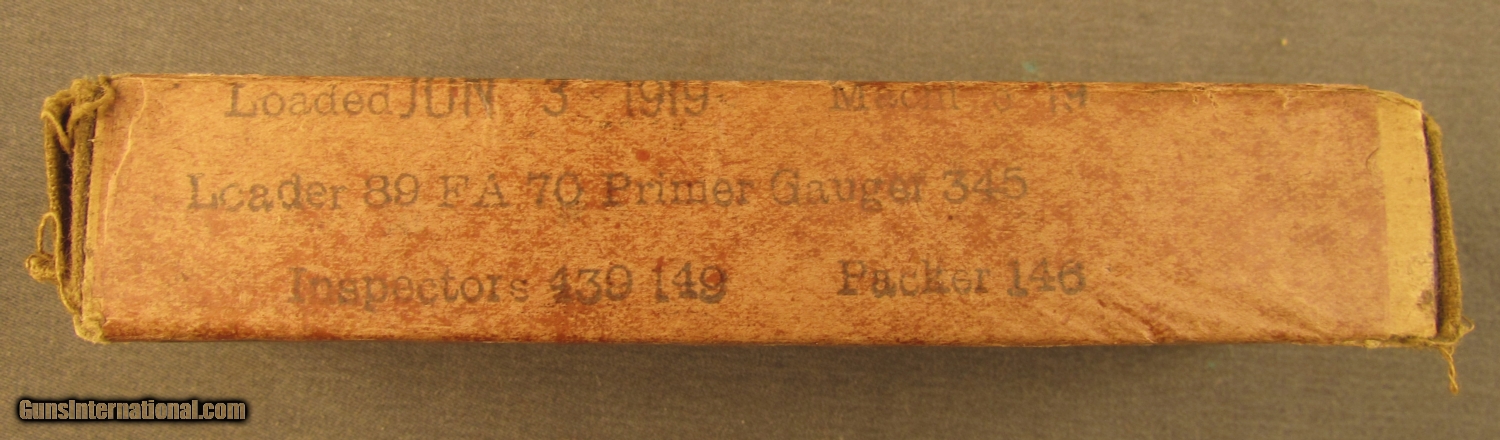 Loaded JUN 3 1919
Loader 89 FA 70 Primer Gauger 345
Inspectors 439 149 Packer 146
GunsInternational.com